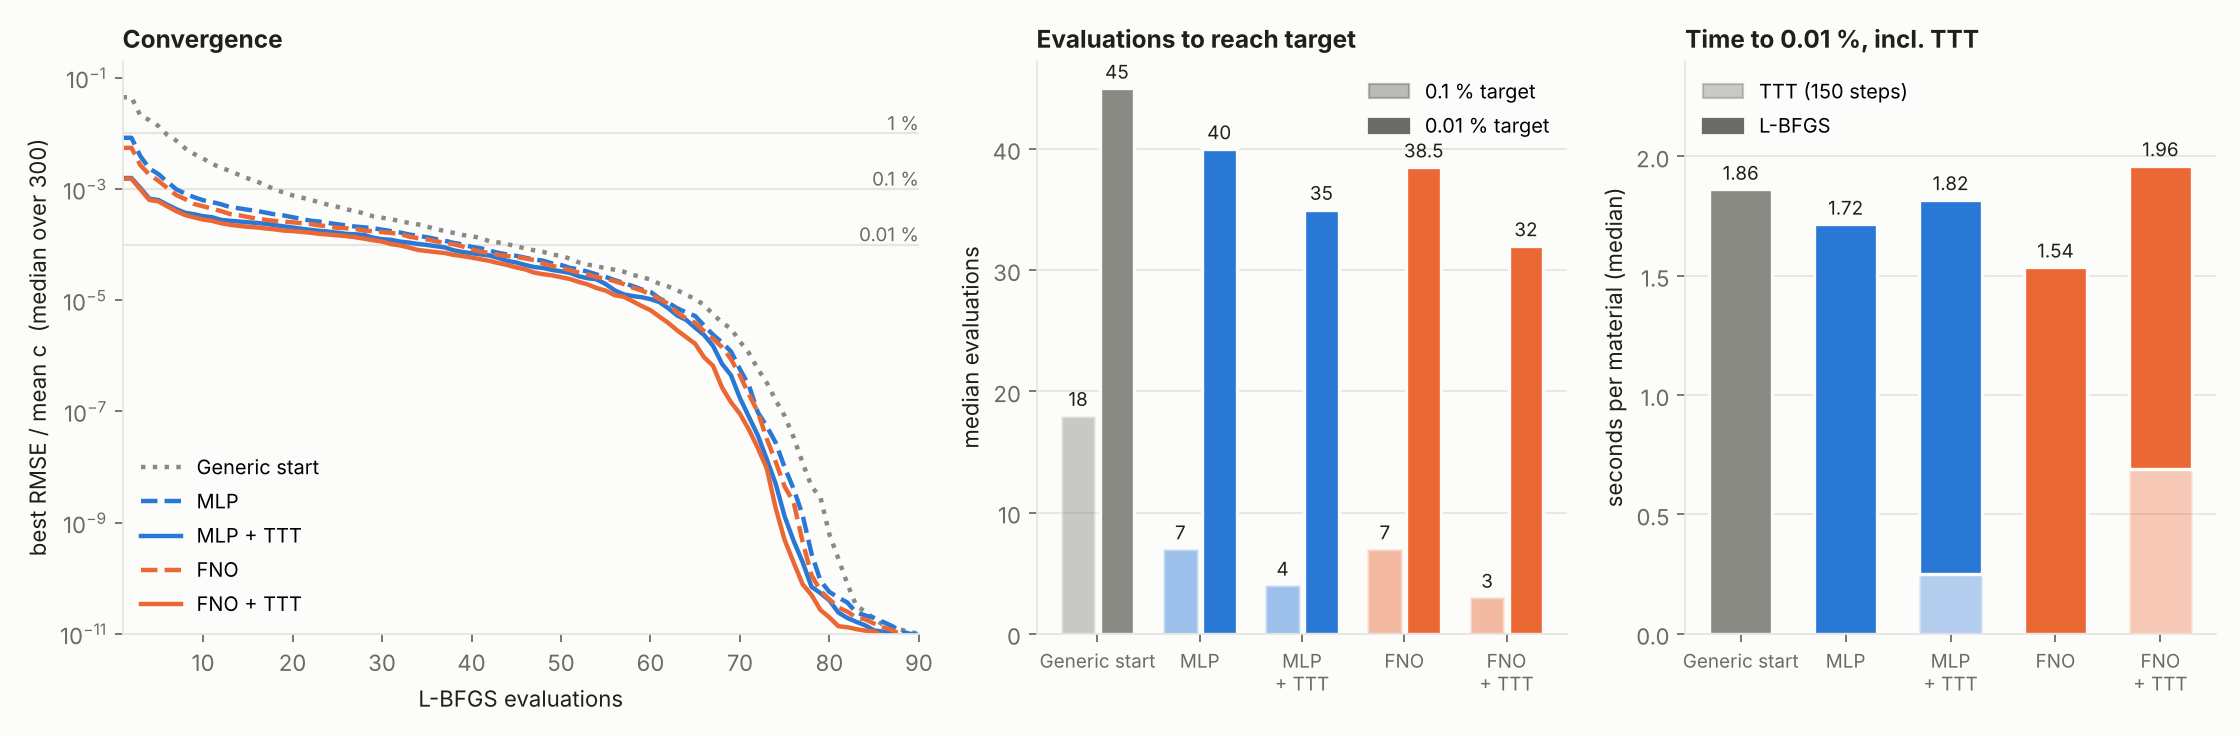 Convergence
10⁻¹
10⁻³
10⁻⁵
10⁻⁷
10⁻⁹
10⁻¹¹
best RMSE / mean c (median over 300)
1 %
0.1 %
0.01 %
Generic start
MLP
MLP + TTT
FNO
FNO + TTT
10 20 30 40 50 60 70 80 90
L-BFGS evaluations
Evaluations to reach target
0.1 % target
0.01 % target
median evaluations
40
30
20
10
0
18
45
7
40
4
35
7
38.5
3
32
Generic start
MLP
MLP
+ TTT
FNO
FNO
+ TTT
Time to 0.01 %, incl. TTT
TTT (150 steps)
L-BFGS
seconds per material (median)
2.0
1.5
1.0
0.5
0.0
1.86
1.72
1.82
1.54
1.96
Generic start
MLP
MLP
+ TTT
FNO
FNO
+ TTT